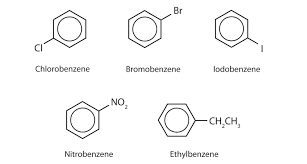 Br
Cl
I
Chlorobenzene
Bromobenzene
Iodobenzene
NO₂
CH₂CH₃
Nitrobenzene
Ethylbenzene